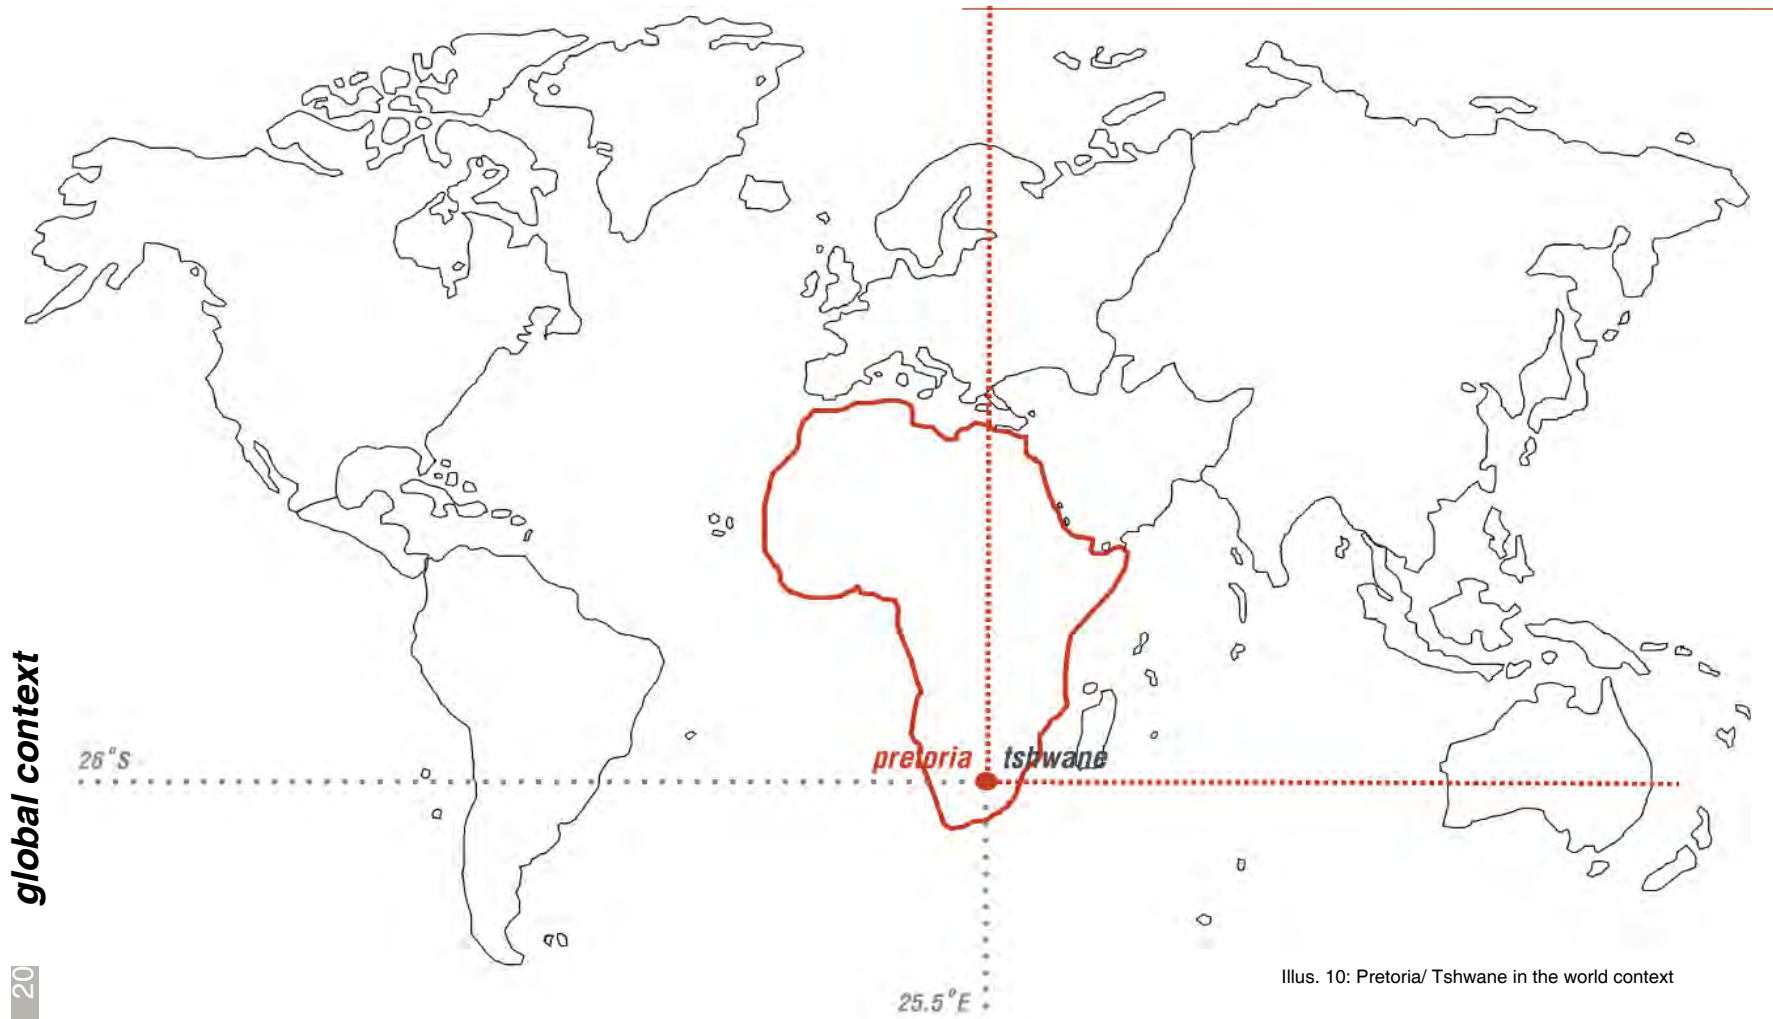 global context
20
26°S
pretoria tshwane
25.5°E
Illus. 10: Pretoria/ Tshwane in the world context